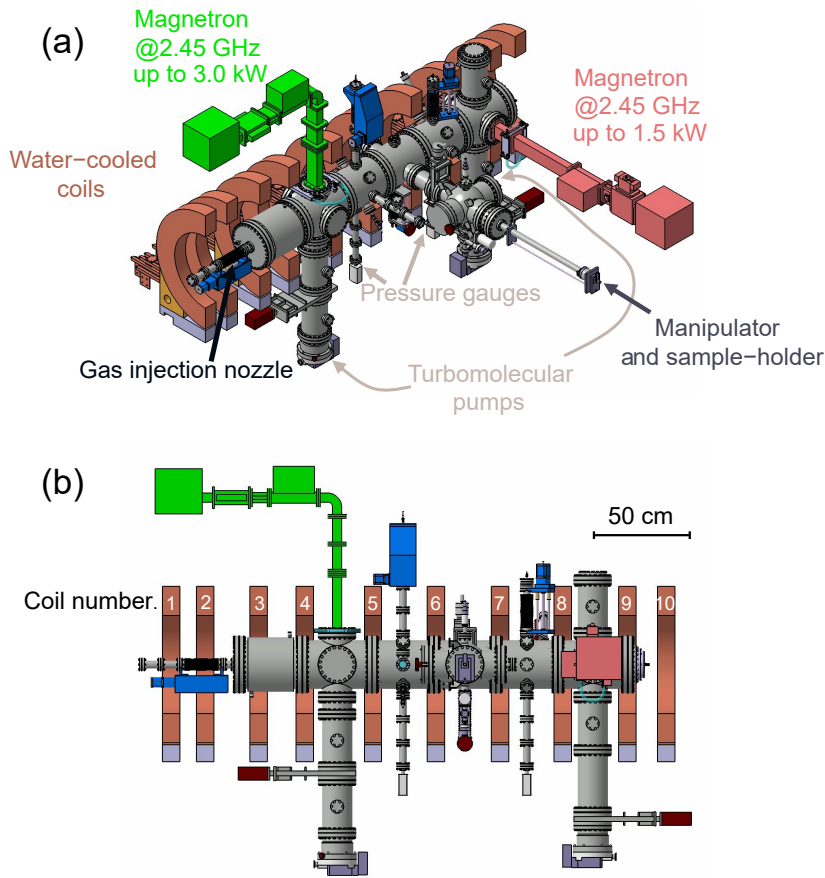 (a)
Magnetron
@2.45 GHz
up to 3.0 kW
Magnetron
@2.45 GHz
up to 1.5 kW
Water−cooled
coils
Pressure gauges
Manipulator
and sample−holder
Gas injection nozzle
Turbomolecular
pumps
(b)
50 cm
Coil number.
1 2 3 4 5 6 7 8 9 10